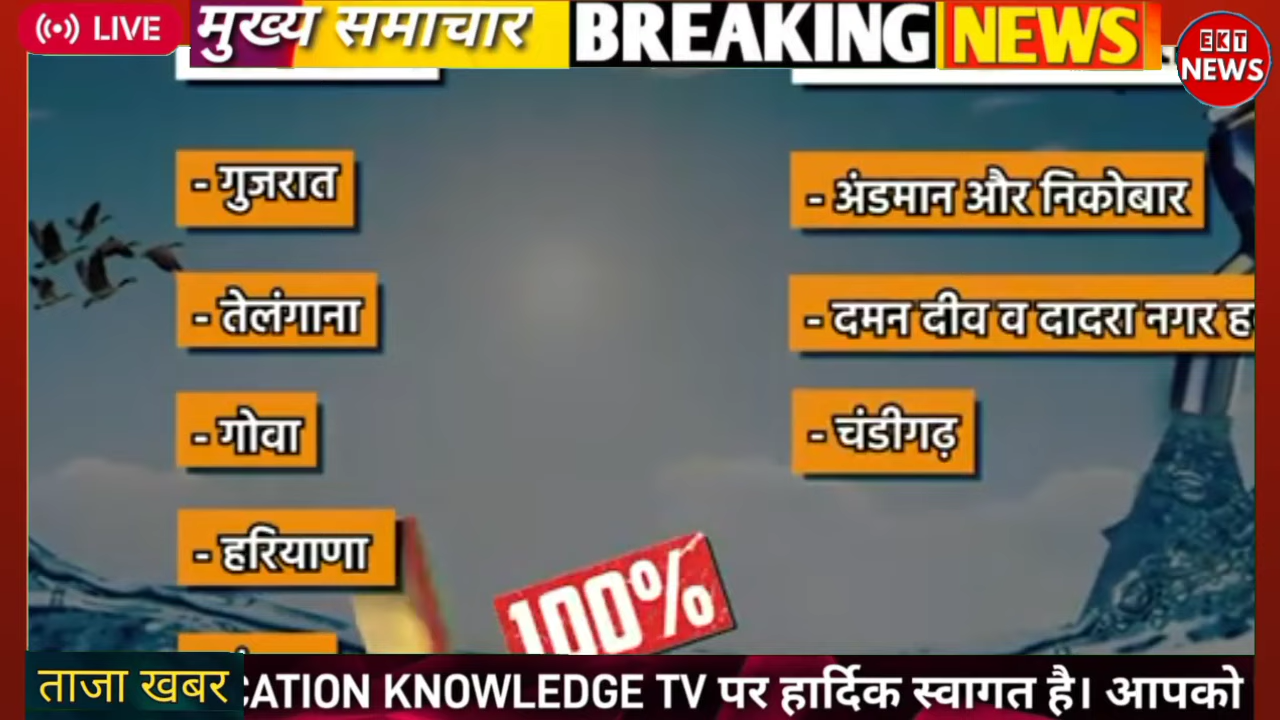 LIVE
मुख्य समाचार
BREAKING NEWS
EKT
NEWS
- गुजरात
- तेलंगाना
- गोवा
- हरियाणा
- अंडमान और निकोबार
- दमन दीव व दादरा नगर
- चंडीगढ़
100%
ताजा खबर
CATION KNOWLEDGE TV पर हार्दिक स्वागत है। आपको